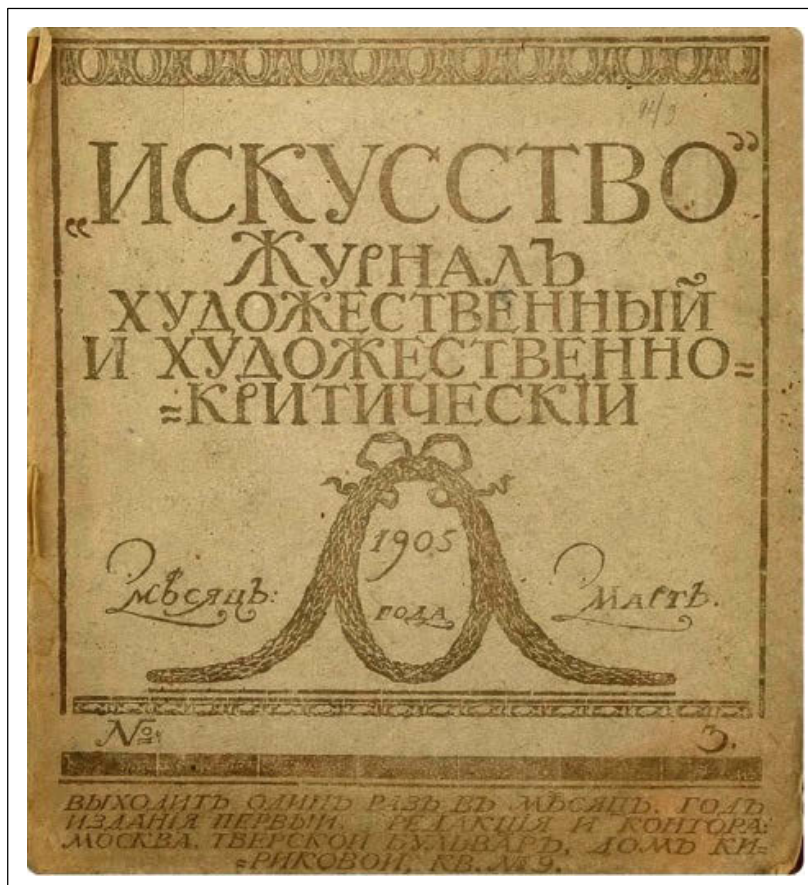 „ИСКУССТВО”
ЖУРНАЛЪ
ХУДОЖЕСТВЕННЫЙ
И ХУДОЖЕСТВЕННО=
=КРИТИЧЕСКІЙ
1905
ГОДА
МѢСЯЦЪ:
МАРТЪ.
№:
3.
ВЫХОДИТЪ ОДИНЪ РАЗЪ ВЪ МѢСЯЦЪ. ГОДЪ
ИЗДАНІЯ ПЕРВЫЙ. РЕДАКЦІЯ И КОНТОРА:
МОСКВА, ТВЕРСКОЙ БУЛЬВАРЪ, ДОМЪ КИ=
=РИКОВОЙ, КВ. № 9.